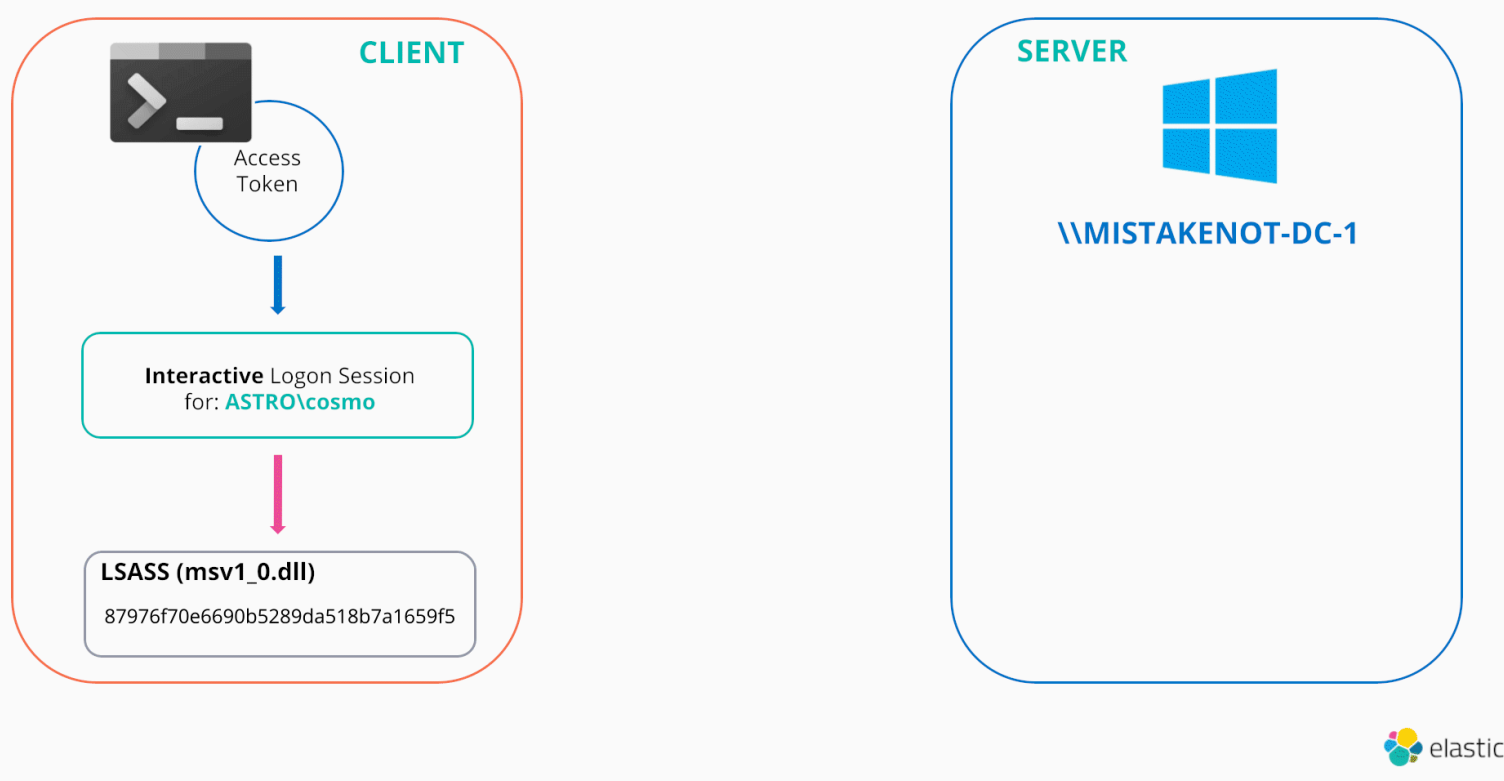 CLIENT
Access
Token
Interactive Logon Session
for: ASTRO\cosmo
LSASS (msv1_0.dll)
87976f70e6690b5289da518b7a1659f5
SERVER
\\MISTAKENOT-DC-1
elastic